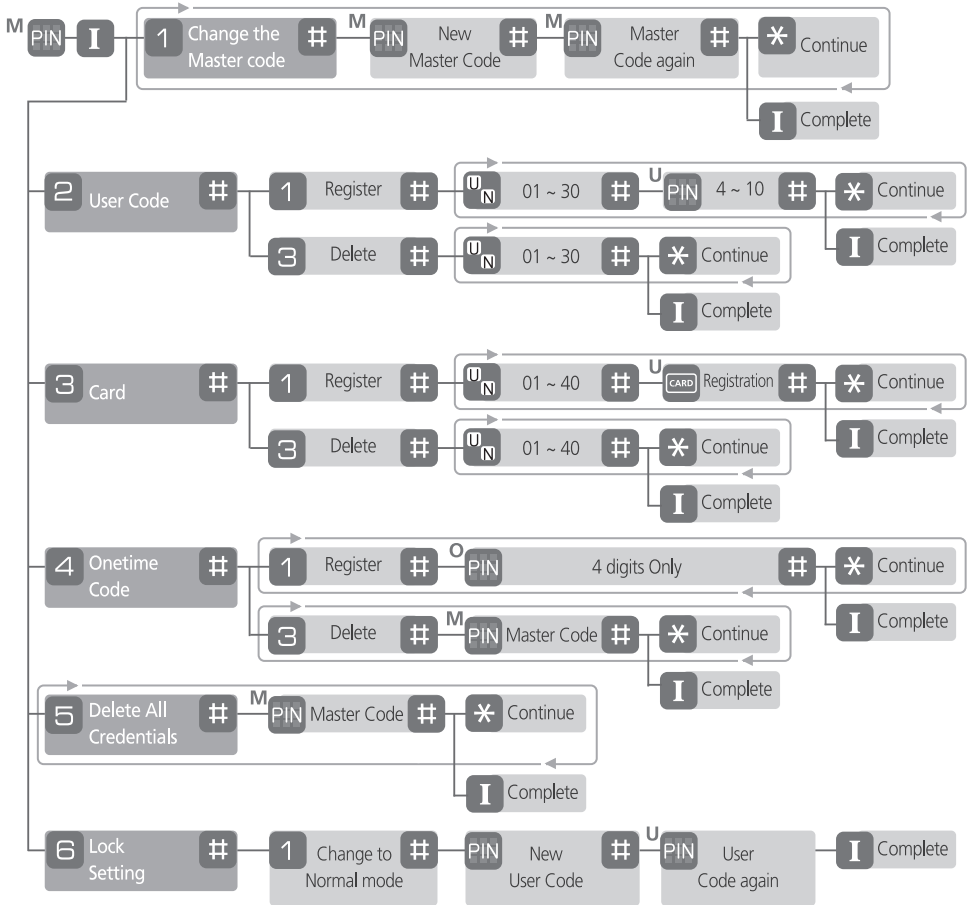 M PIN I 1 Change the Master code # M PIN New Master Code # M PIN Master Code again # * Continue
I Complete
2 User Code # 1 Register # UN 01 ~ 30 # U PIN 4 ~ 10 # * Continue
I Complete
3 Delete # UN 01 ~ 30 # * Continue
I Complete
3 Card # 1 Register # UN 01 ~ 40 # U CARD Registration # * Continue
I Complete
3 Delete # UN 01 ~ 40 # * Continue
I Complete
4 Onetime Code # 1 Register # O PIN 4 digits Only # * Continue
I Complete
3 Delete # M PIN Master Code # * Continue
I Complete
5 Delete All Credentials # M PIN Master Code # * Continue
I Complete
6 Lock Setting # 1 Change to Normal mode # PIN New User Code # U PIN User Code again I Complete